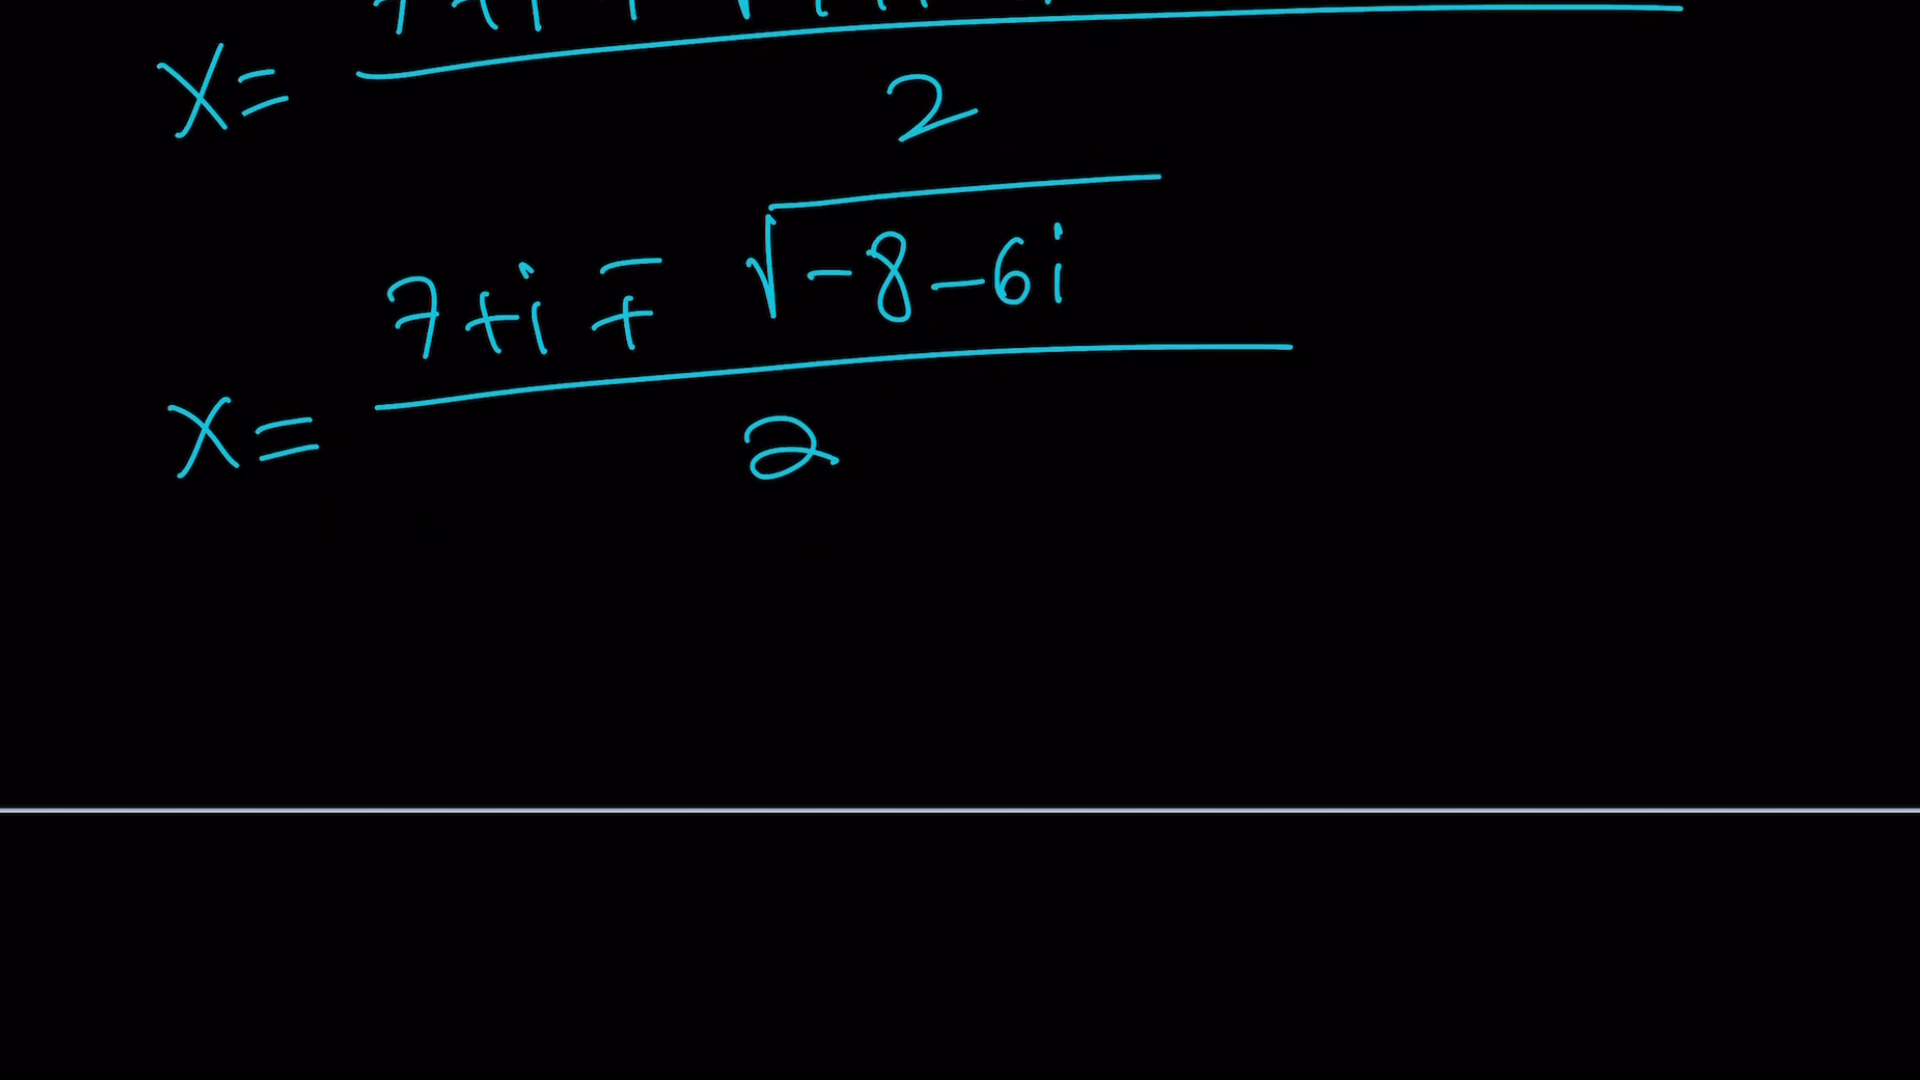 x=
2
7+i ∓ √-8-6i
x=
2